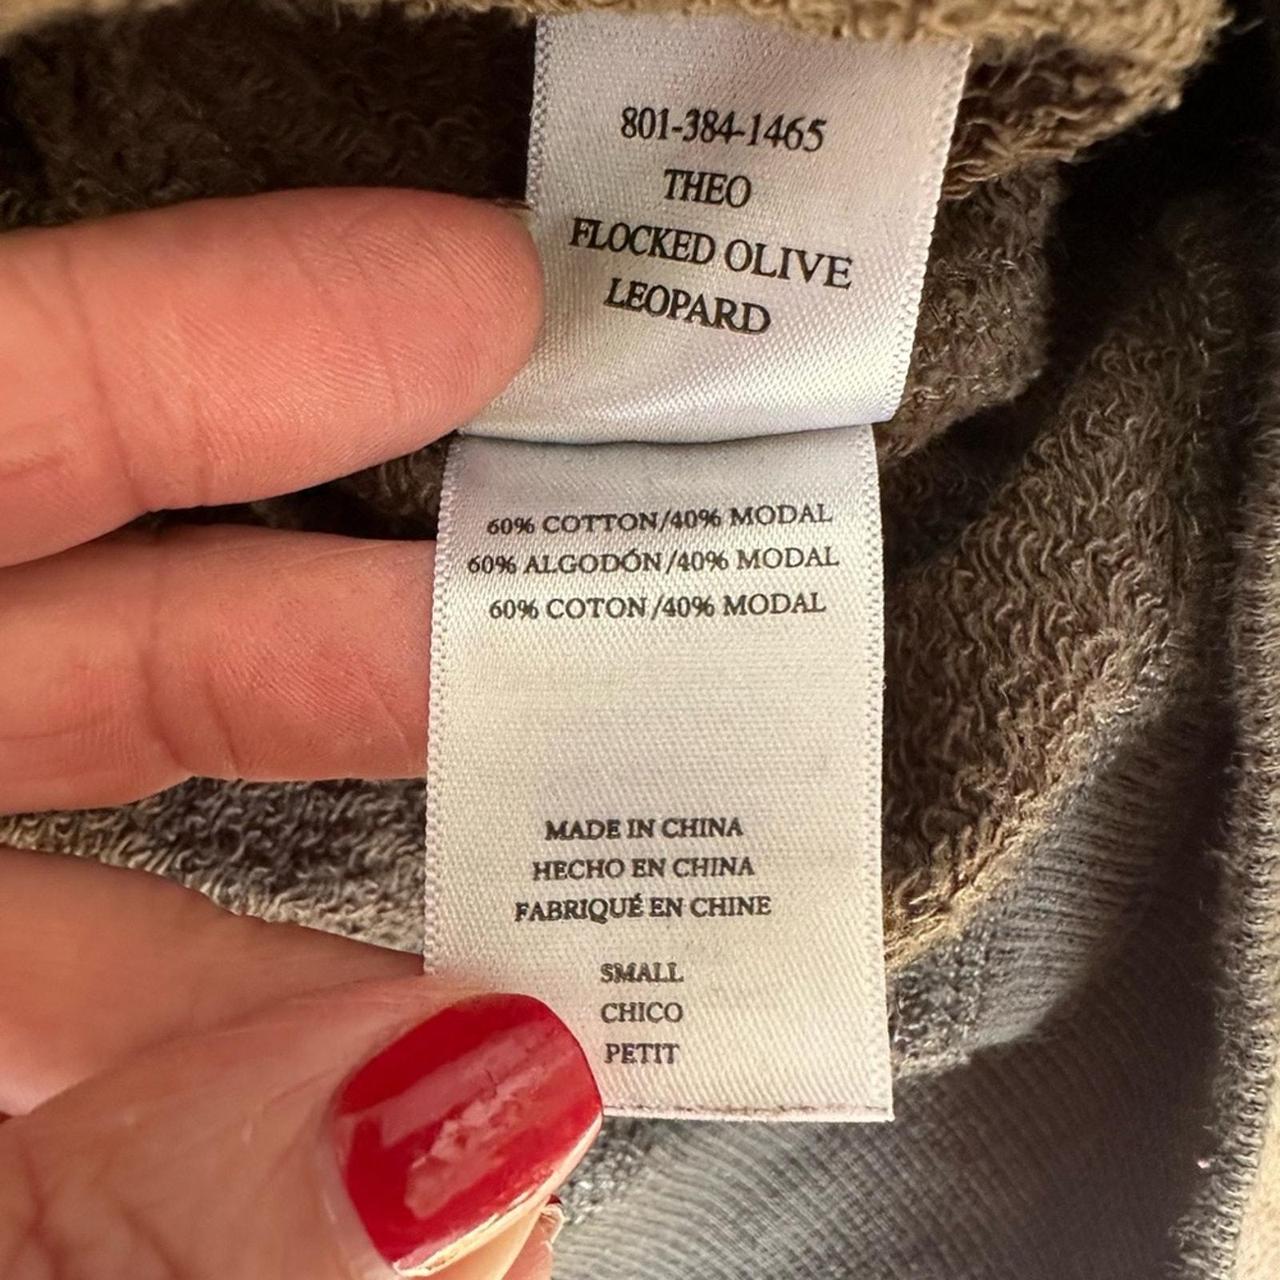 801-384-1465
THEO
FLOCKED OLIVE
LEOPARD
60% COTTON/40% MODAL
60% ALGODÓN/40% MODAL
60% COTON/40% MODAL
MADE IN CHINA
HECHO EN CHINA
FABRIQUÉ EN CHINE
SMALL
CHICO
PETIT